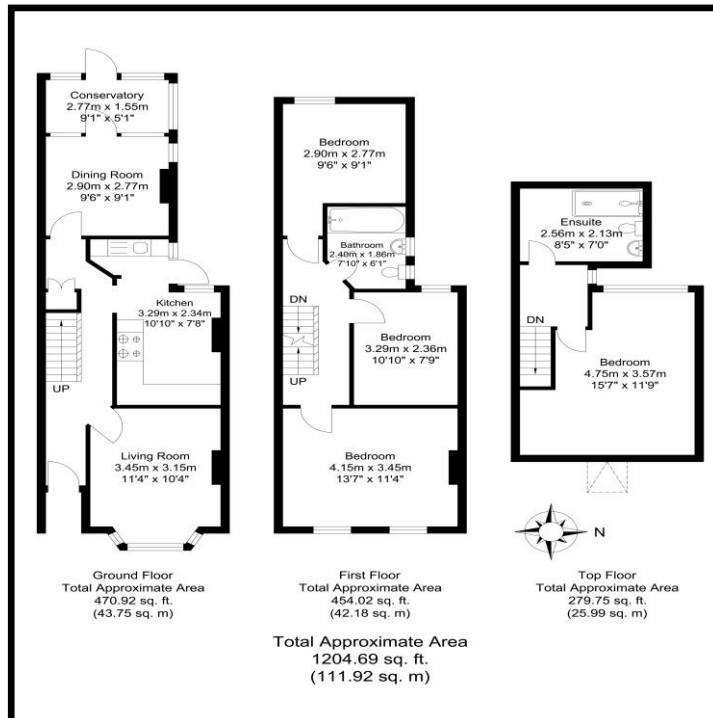 Conservatory
2.77m x 1.55m
9'1" x 5'1"
Dining Room
2.90m x 2.77m
9'6" x 9'1"
Kitchen
3.29m x 2.34m
10'10" x 7'8"
UP
Living Room
3.45m x 3.15m
11'4" x 10'4"
Ground Floor
Total Approximate Area
470.92 sq. ft.
(43.75 sq. m)
Bedroom
2.90m x 2.77m
9'6" x 9'1"
Bathroom
2.40m x 1.86m
7'10" x 6'1"
DN
UP
Bedroom
3.29m x 2.36m
10'10" x 7'9"
Bedroom
4.15m x 3.45m
13'7" x 11'4"
First Floor
Total Approximate Area
454.02 sq. ft.
(42.18 sq. m)
Ensuite
2.56m x 2.13m
8'5" x 7'0"
DN
Bedroom
4.75m x 3.57m
15'7" x 11'9"
N
Top Floor
Total Approximate Area
279.75 sq. ft.
(25.99 sq. m)
Total Approximate Area
1204.69 sq. ft.
(111.92 sq. m)